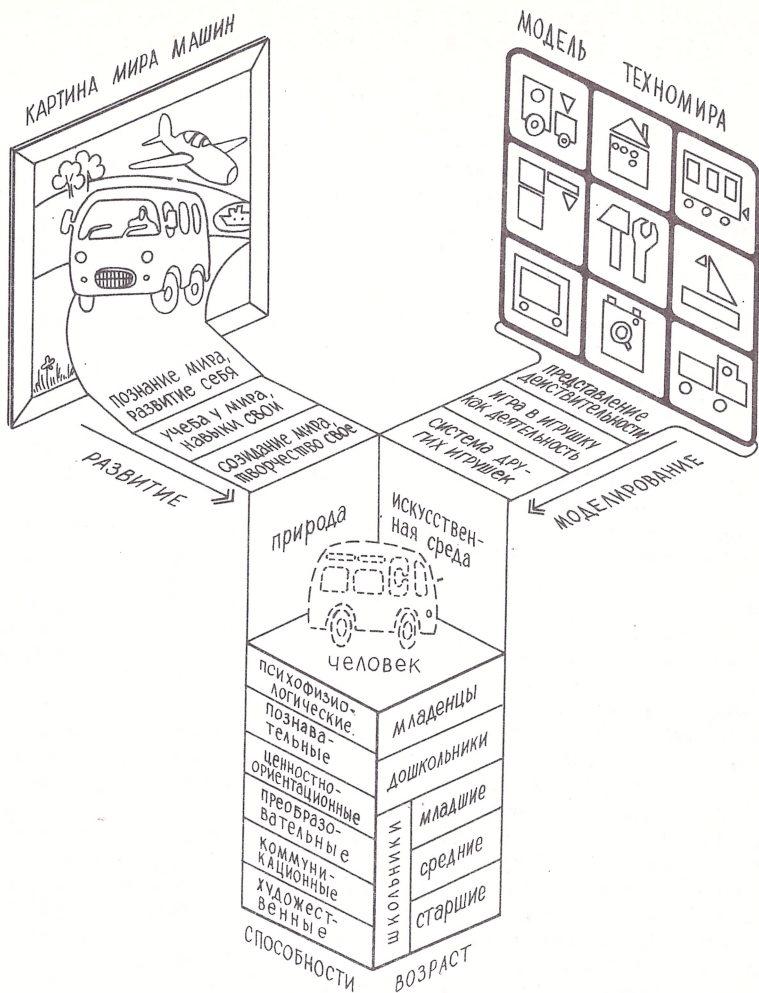 КАРТИНА МИРА МАШИН
МОДЕЛЬ ТЕХНОМИРА
ПОЗНАНИЕ МИРА,
РАЗВИТИЕ СЕБЯ
УЧЕБА У МИРА,
НАВЫКИ СВОИ
СОЗИДАНИЕ МИРА,
ТВОРЧЕСТВО СВОЕ
РАЗВИТИЕ
ПРЕДСТАВЛЕНИЕ
ДЕЙСТВИТЕЛЬНОСТИ
ИГРА В ИГРУШКУ
КАК ДЕЯТЕЛЬНОСТЬ
СИСТЕМА ДРУ-
ГИХ ИГРУШЕК
МОДЕЛИРОВАНИЕ
ПРИРОДА
ИСКУССТВЕН-
НАЯ СРЕДА
ЧЕЛОВЕК
ПСИХОФИЗИО-
ЛОГИЧЕСКИЕ.
ПОЗНАВА-
ТЕЛЬНЫЕ
ЦЕННОСТНО-
ОРИЕНТАЦИОННЫЕ
ПРЕОБРАЗО-
ВАТЕЛЬНЫЕ
КОММУНИ-
КАЦИОННЫЕ
ХУДОЖЕСТ-
ВЕННЫЕ
СПОСОБНОСТИ
МЛАДЕНЦЫ
ДОШКОЛЬНИКИ
ШКОЛЬНИКИ
МЛАДШИЕ
СРЕДНИЕ
СТАРШИЕ
ВОЗРАСТ